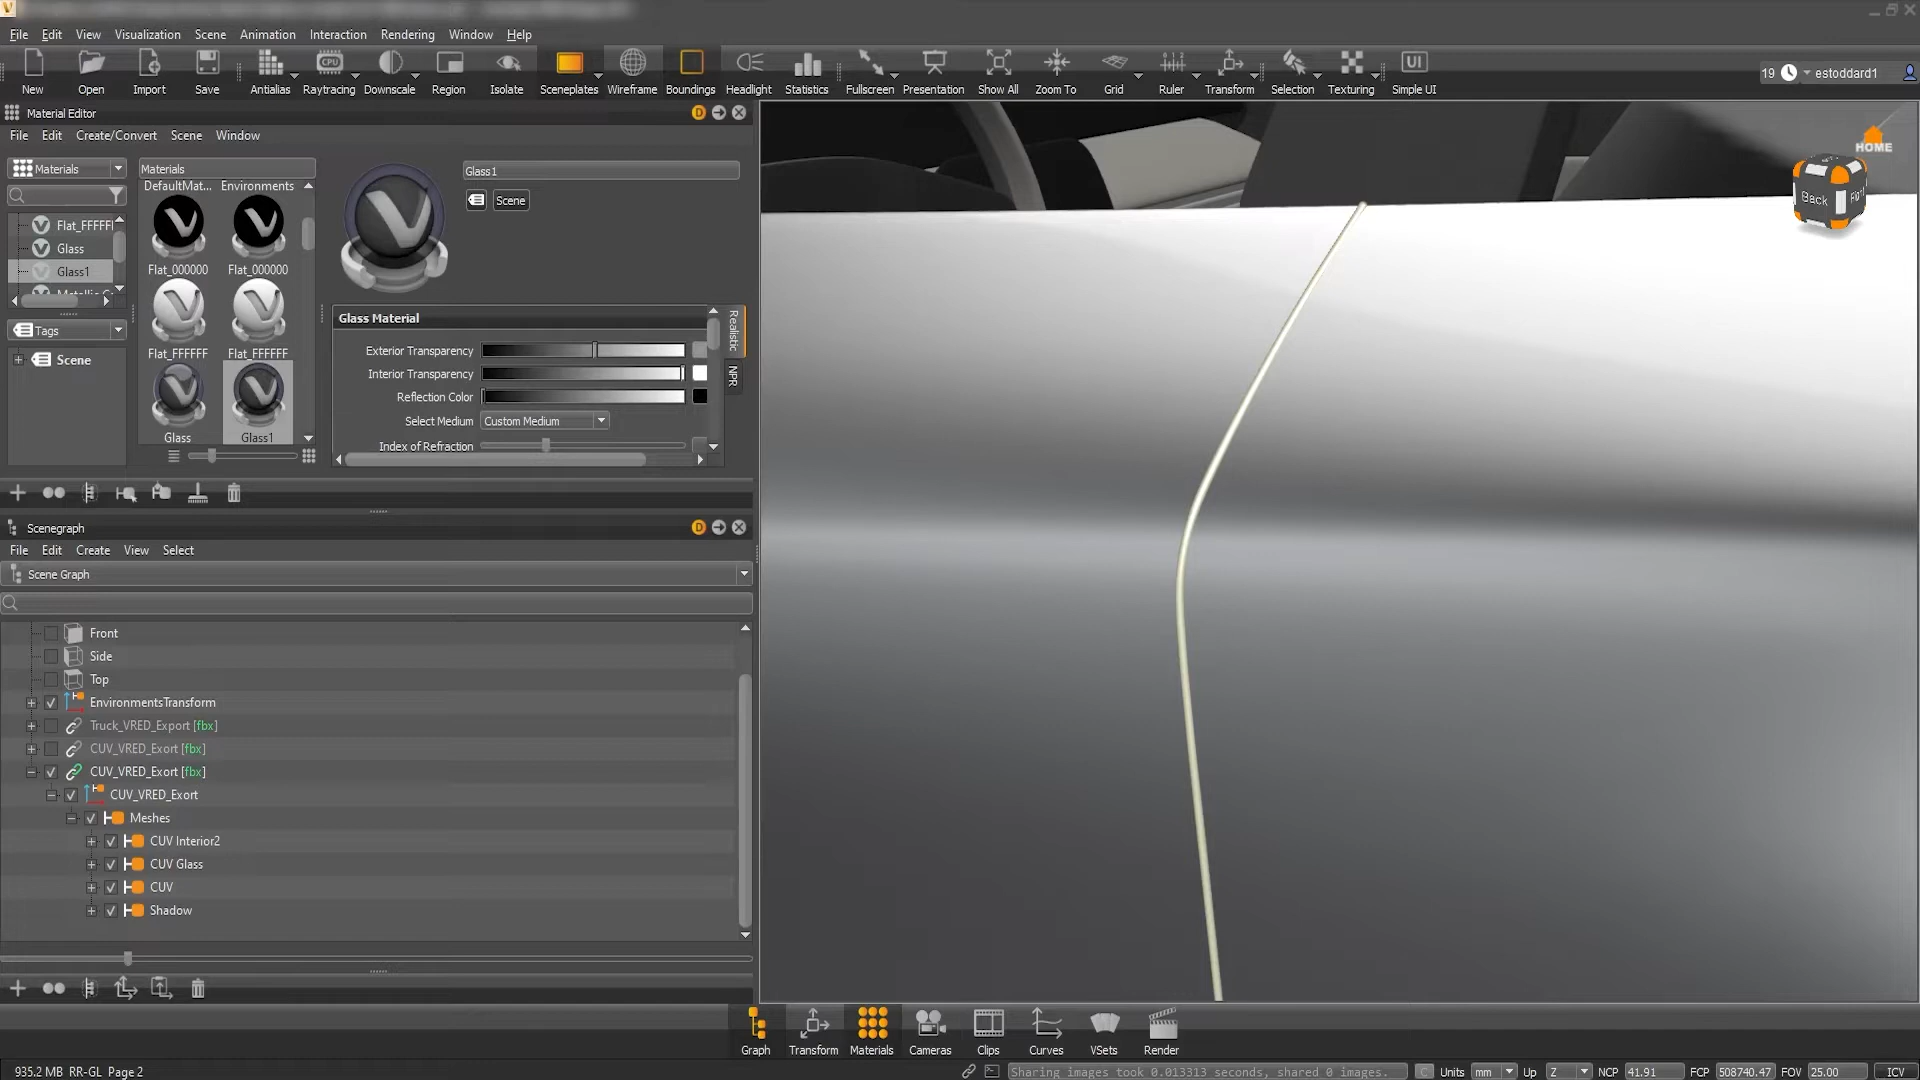 File Edit View Visualization Scene Animation Interaction Rendering Window Help
New Open Import Save Antialias Raytracing Downscale Region Isolate Sceneplates Wireframe Boundings Headlight Statistics Fullscreen Presentation Show All Zoom To Grid Ruler Transform Selection Texturing Simple UI
CPU
UI
19 estoddard1
Material Editor
D
File Edit Create/Convert Scene Window
Materials
Materials
Glass1
DefaultMat... Environments
Scene
Flat_FFFFF
Glass
Glass1
Flat_000000 Flat_000000
Tags
Scene
Flat_FFFFFF Flat_FFFFFF
Glass Glass1
Glass Material
Exterior Transparency
Interior Transparency
Reflection Color
Select Medium Custom Medium
Index of Refraction
Realistic
NPR
Scenegraph
D
File Edit Create View Select
Scene Graph
Front
Side
Top
EnvironmentsTransform
Truck_VRED_Export [fbx]
CUV_VRED_Exort [fbx]
CUV_VRED_Exort [fbx]
CUV_VRED_Exort
Meshes
CUV Interior2
CUV Glass
CUV
Shadow
HOME
Back
Graph Transform Materials Cameras Clips Curves VSets Render
935.2 MB RR-GL Page 2
Sharing images took 0.013313 seconds, shared 0 images.
C Units mm Up Z NCP 41.91 FCP 508740.47 FOV 25.00 ICV